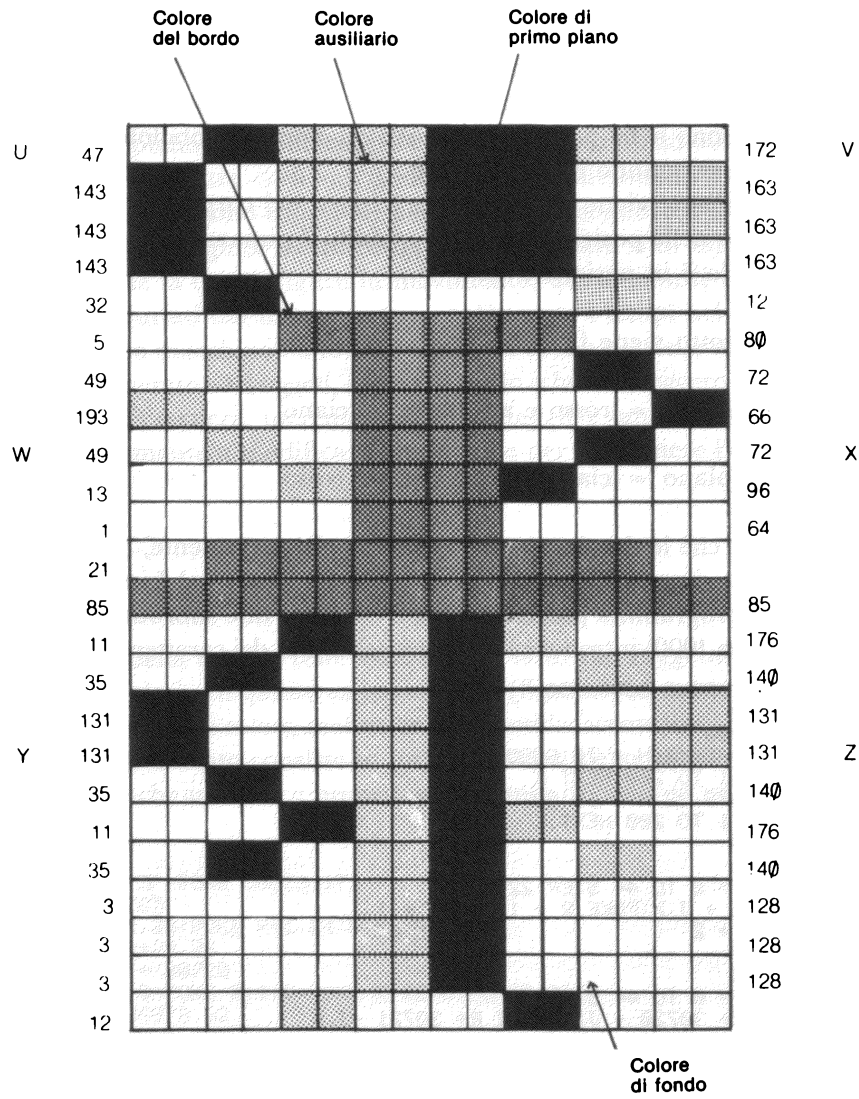 Colore
del bordo
Colore
ausiliario
Colore di
primo piano
U 47 172 V
143 163
143 163
143 163
32 12
5 80
49 72
193 66
W 49 72 X
13 96
1 64
21
85 85
11 176
35 140
131 131
Y 131 131 Z
35 140
11 176
35 140
3 128
3 128
3 128
12
Colore
di fondo